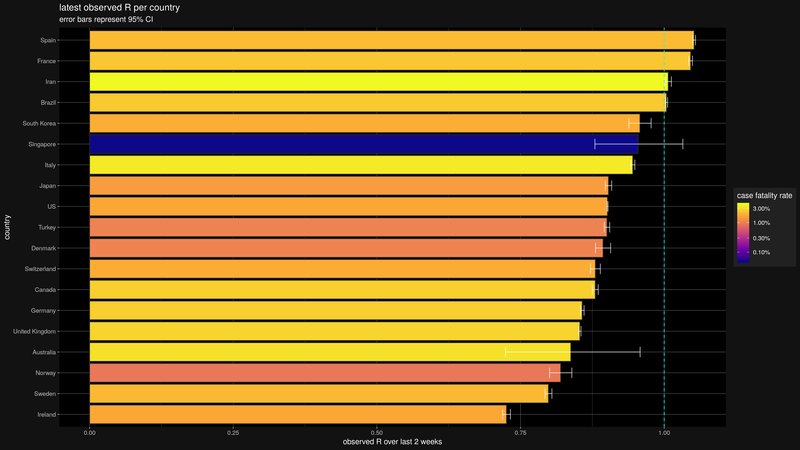 latest observed R per country
error bars represent 95% CI
country
Spain
France
Iran
Brazil
South Korea
Singapore
Italy
Japan
US
Turkey
Denmark
Switzerland
Canada
Germany
United Kingdom
Australia
Norway
Sweden
Ireland
0.00
0.25
0.50
0.75
1.00
observed R over last 2 weeks
case fatality rate
3.00%
1.00%
0.30%
0.10%